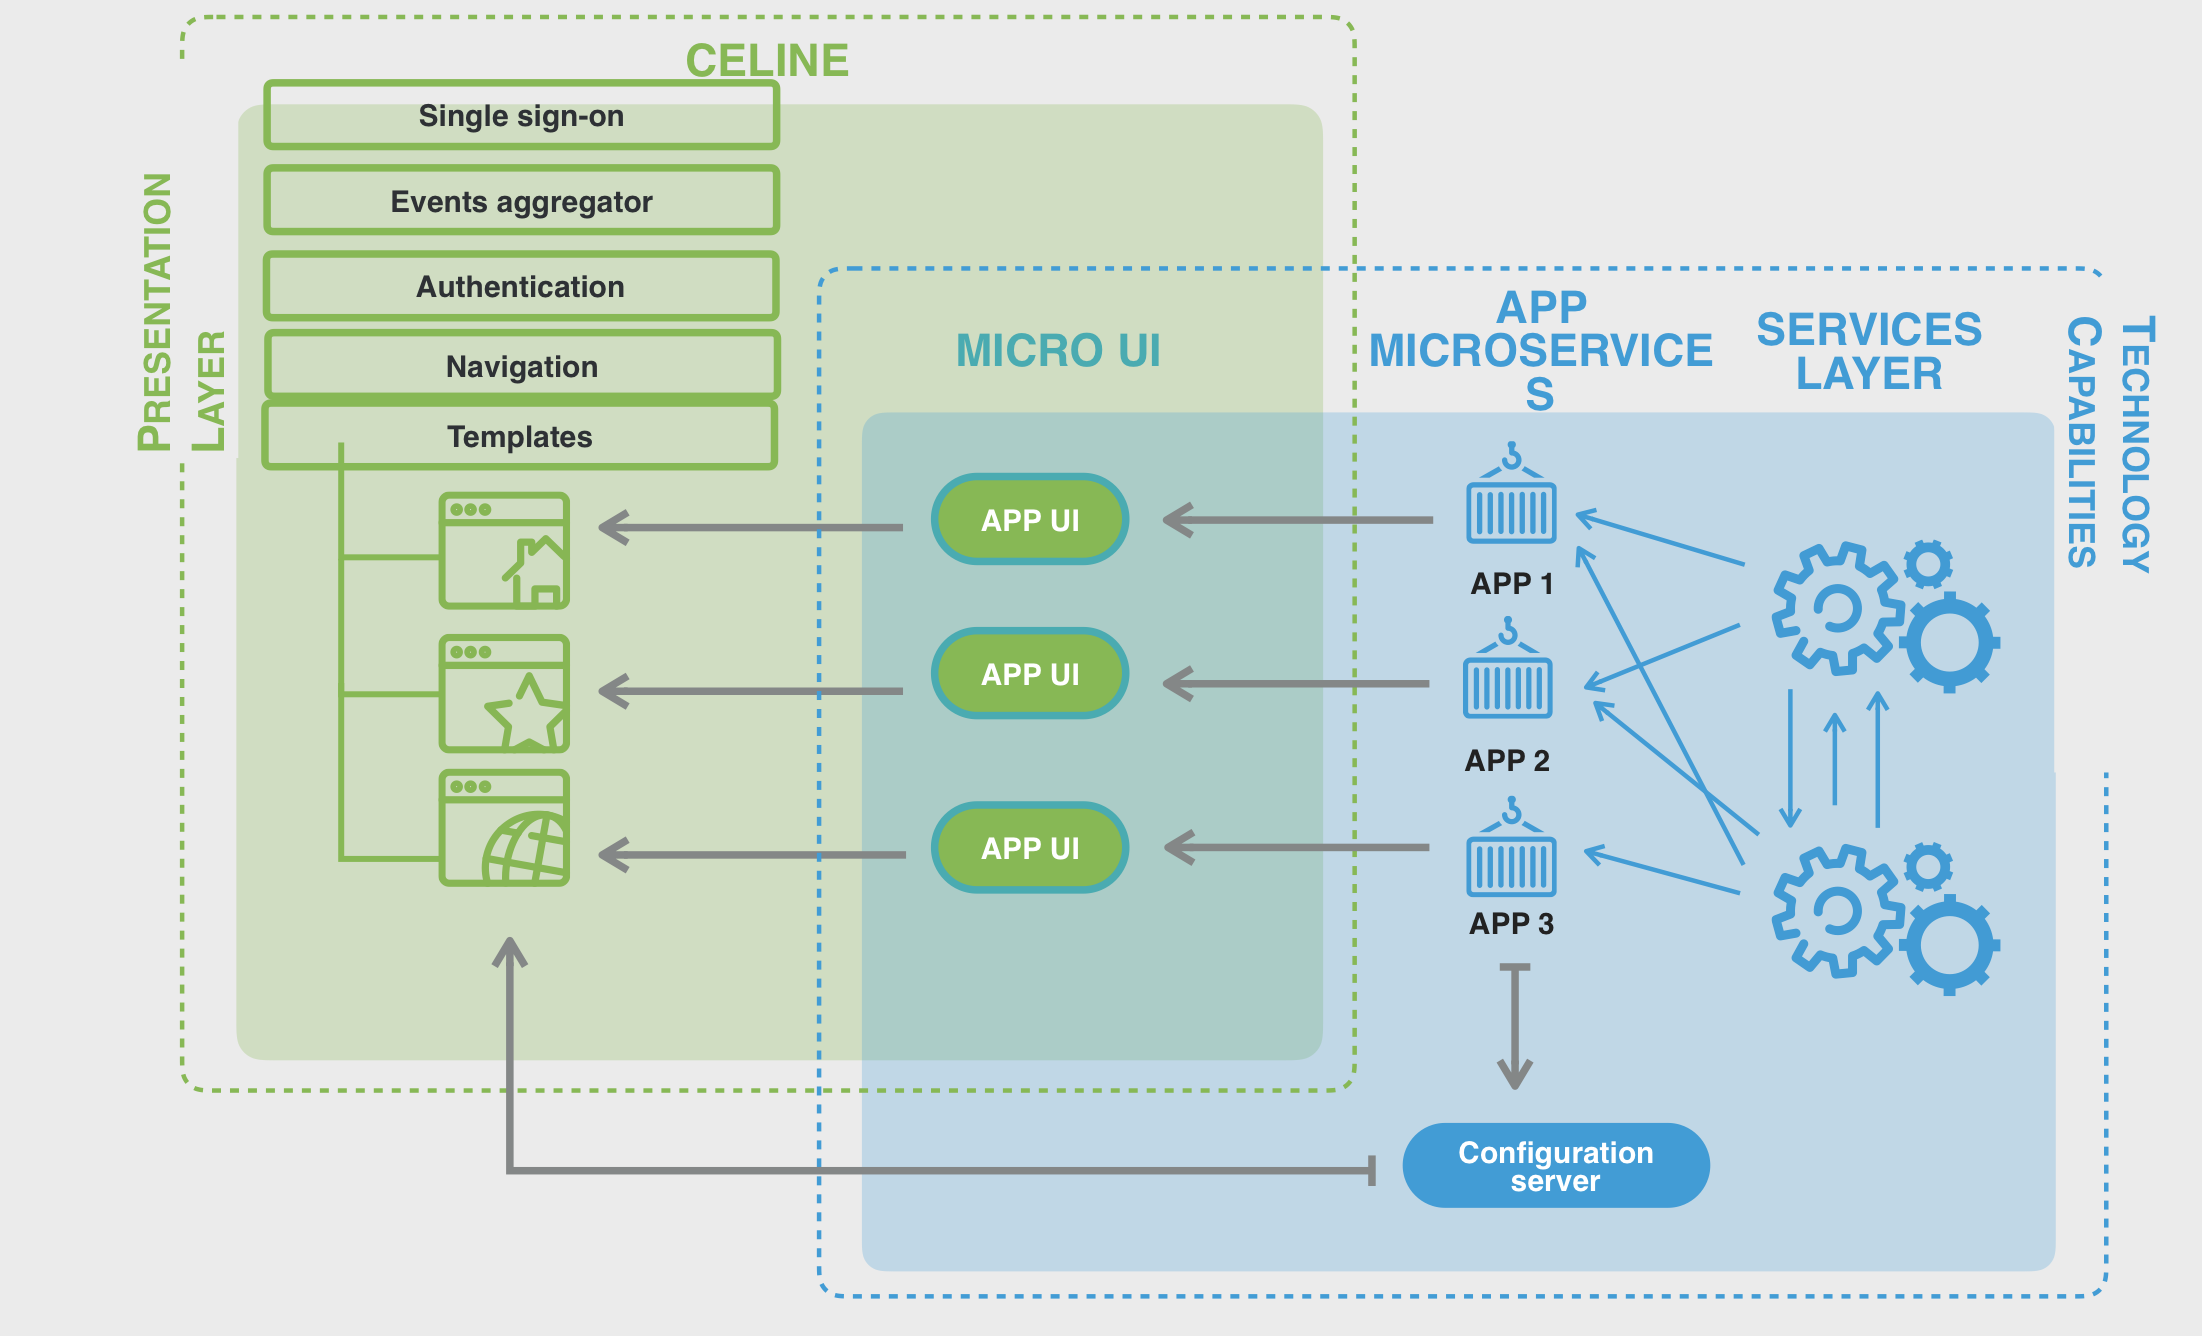 CELINE
Single sign-on
Events aggregator
Authentication
Navigation
Templates
PRESENTATION
LAYER
MICRO UI
APP
MICROSERVICE
S
SERVICES
LAYER
TECHNOLOGY
CAPABILITIES
APP UI
APP 1
APP UI
APP 2
APP UI
APP 3
Configuration
server